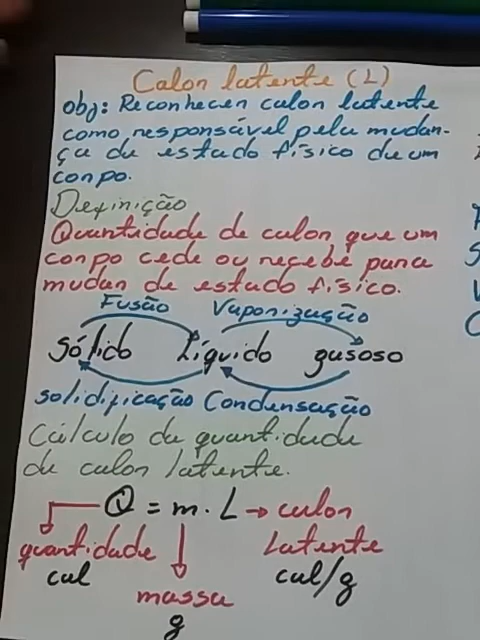 Calor latente (L)
obj: Reconhecer calor latente
como responsável pela mudan-
ça de estado físico de um
corpo.
Definição
Quantidade de calor que um
corpo cede ou recebe para
mudar de estado físico.
Fusão Vaporização
Sólido Líquido gasoso
solidificação Condensação
Cálculo da quantidade
de calor latente.
Q = m . L → calor
quantidade latente
cal cal/g
massa
g